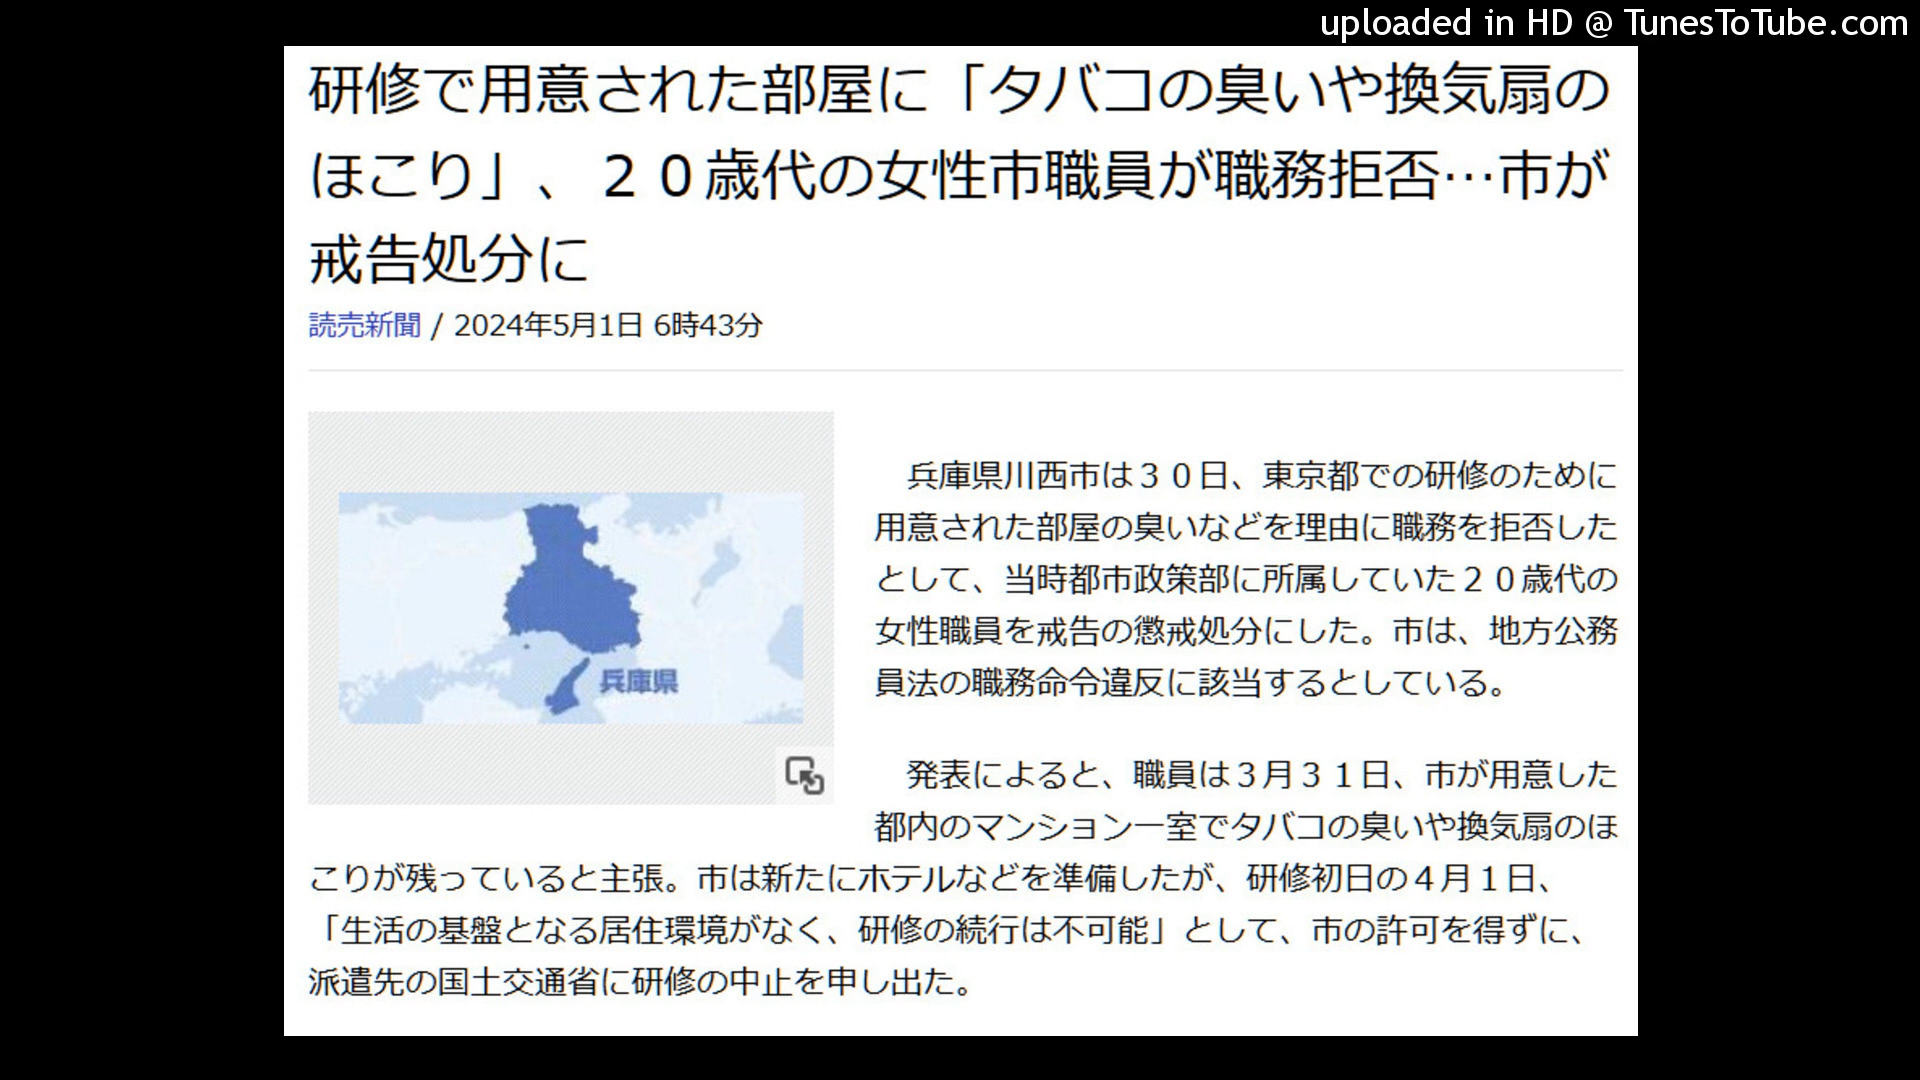 uploaded in HD @ TunesToTube.com
研修で用意された部屋に「タバコの臭いや換気扇の
ほこり」、２０歳代の女性市職員が職務拒否…市が
戒告処分に
読売新聞 / 2024年5月1日 6時43分
兵庫県
兵庫県川西市は３０日、東京都での研修のために
用意された部屋の臭いなどを理由に職務を拒否した
として、当時都市政策部に所属していた２０歳代の
女性職員を戒告の懲戒処分にした。市は、地方公務
員法の職務命令違反に該当するとしている。
発表によると、職員は３月３１日、市が用意した
都内のマンション一室でタバコの臭いや換気扇のほ
こりが残っていると主張。市は新たにホテルなどを準備したが、研修初日の４月１日、
「生活の基盤となる居住環境がなく、研修の続行は不可能」として、市の許可を得ずに、
派遣先の国土交通省に研修の中止を申し出た。